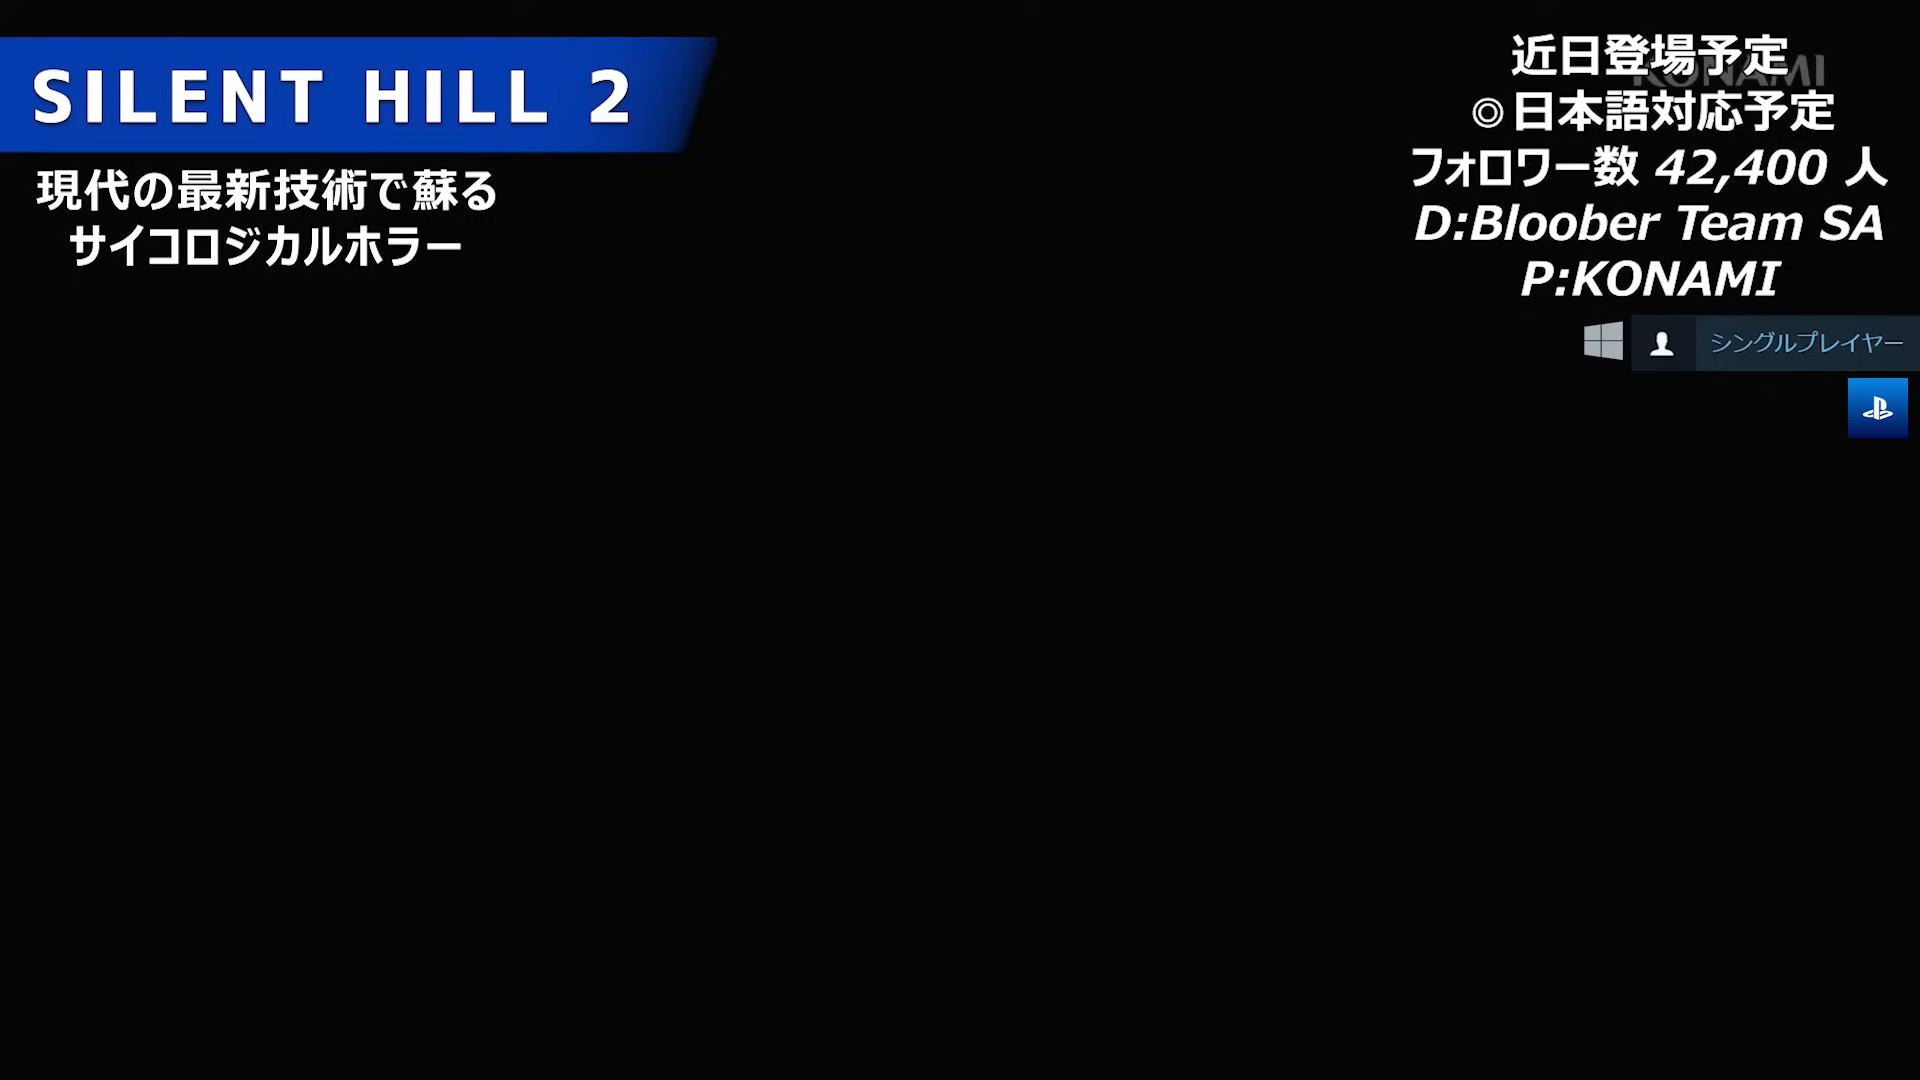 SILENT HILL 2
現代の最新技術で蘇る
サイコロジカルホラー
近日登場予定
KONAMI
◎日本語対応予定
フォロワー数 42,400 人
D:Bloober Team SA
P:KONAMI
シングルプレイヤー